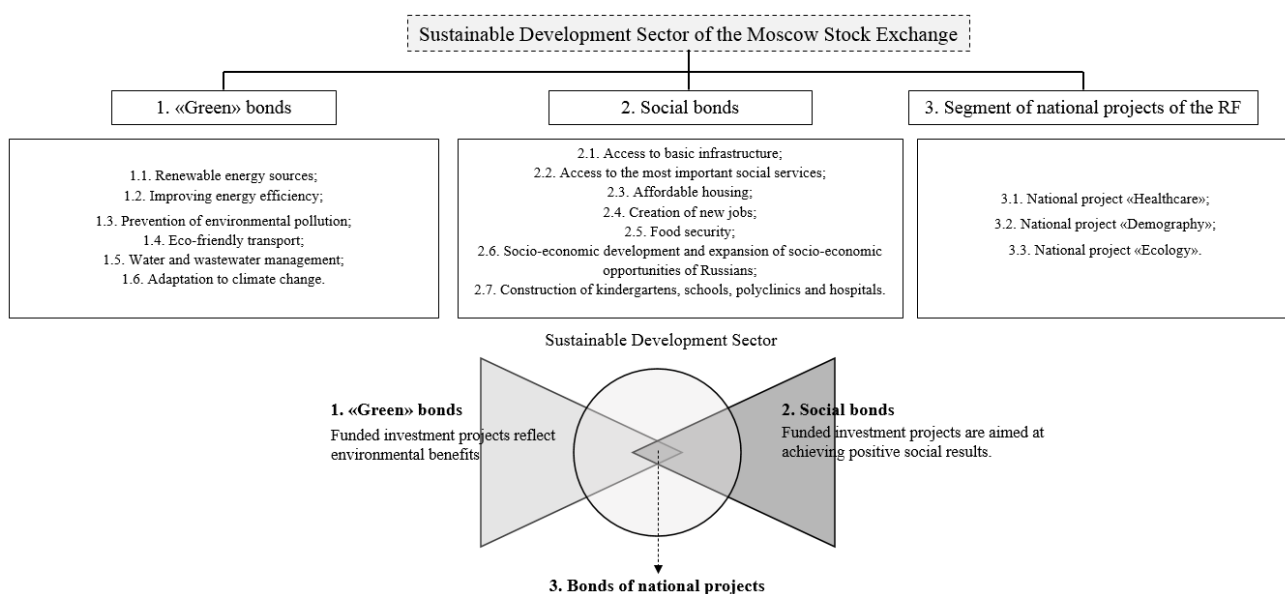 Sustainable Development Sector of the Moscow Stock Exchange
1. «Green» bonds
2. Social bonds
3. Segment of national projects of the RF
1.1. Renewable energy sources;
1.2. Improving energy efficiency;
1.3. Prevention of environmental pollution;
1.4. Eco-friendly transport;
1.5. Water and wastewater management;
1.6. Adaptation to climate change.
2.1. Access to basic infrastructure;
2.2. Access to the most important social services;
2.3. Affordable housing;
2.4. Creation of new jobs;
2.5. Food security;
2.6. Socio-economic development and expansion of socio-economic
opportunities of Russians;
2.7. Construction of kindergartens, schools, polyclinics and hospitals.
3.1. National project «Healthcare»;
3.2. National project «Demography»;
3.3. National project «Ecology».
Sustainable Development Sector
1. «Green» bonds
Funded investment projects reflect
environmental benefits
2. Social bonds
Funded investment projects are aimed at
achieving positive social results.
3. Bonds of national projects